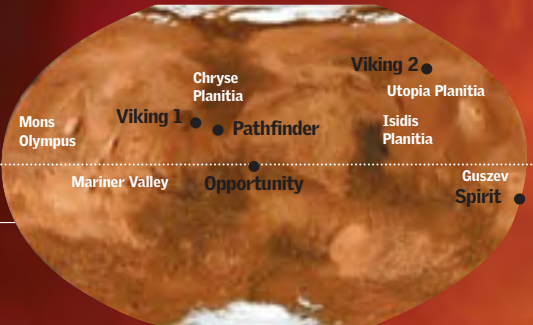 Viking 2
Chryse
Planitia
Utopia Planitia
Mons
Olympus
Viking 1
Pathfinder
Isidis
Planitia
Mariner Valley
Opportunity
Guszev
Spirit